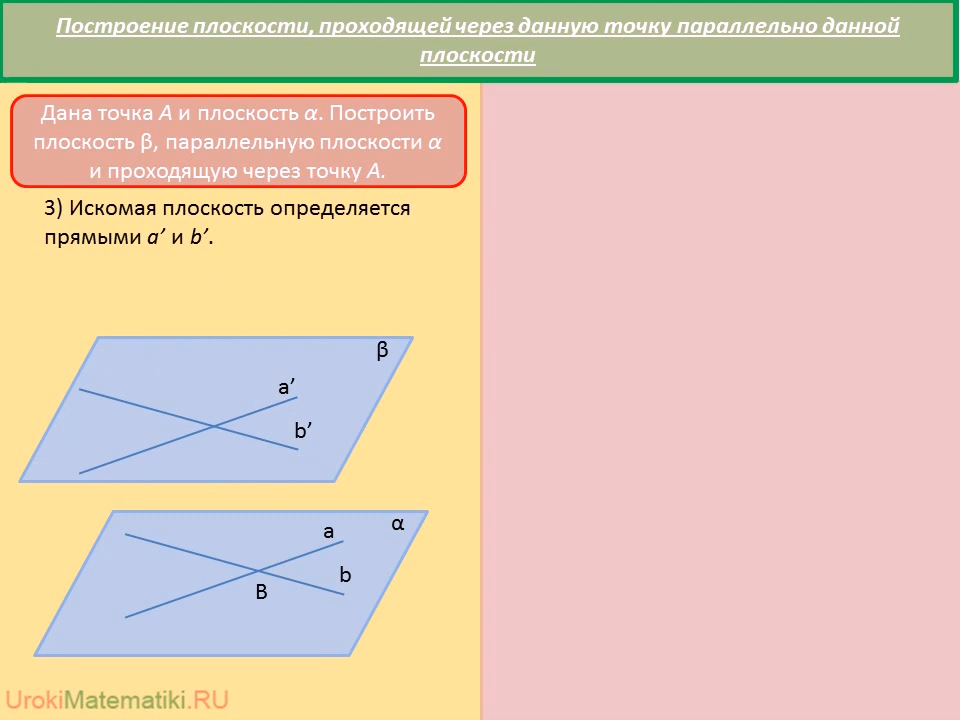 Построение плоскости, проходящей через данную точку параллельно данной
плоскости
Дана точка А и плоскость α. Построить
плоскость β, параллельную плоскости α
и проходящую через точку А.
3) Искомая плоскость определяется
прямыми a’ и b’.
β
a’
b’
α
a
b
B
UrokiMatematiki.RU